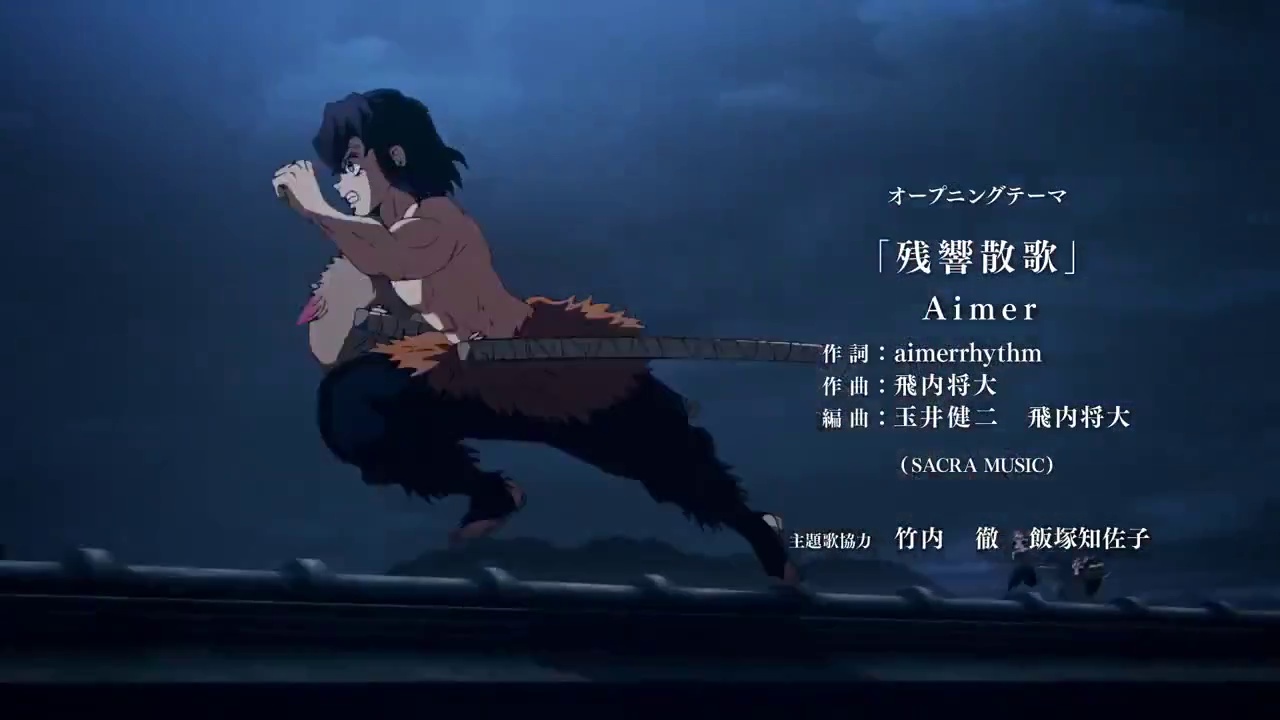 オープニングテーマ
「残響散歌」
Aimer
作詞：aimerrhythm
作曲：飛内将大
編曲：玉井健二　飛内将大
（SACRA MUSIC）
主題歌協力　竹内　徹　飯塚知佐子